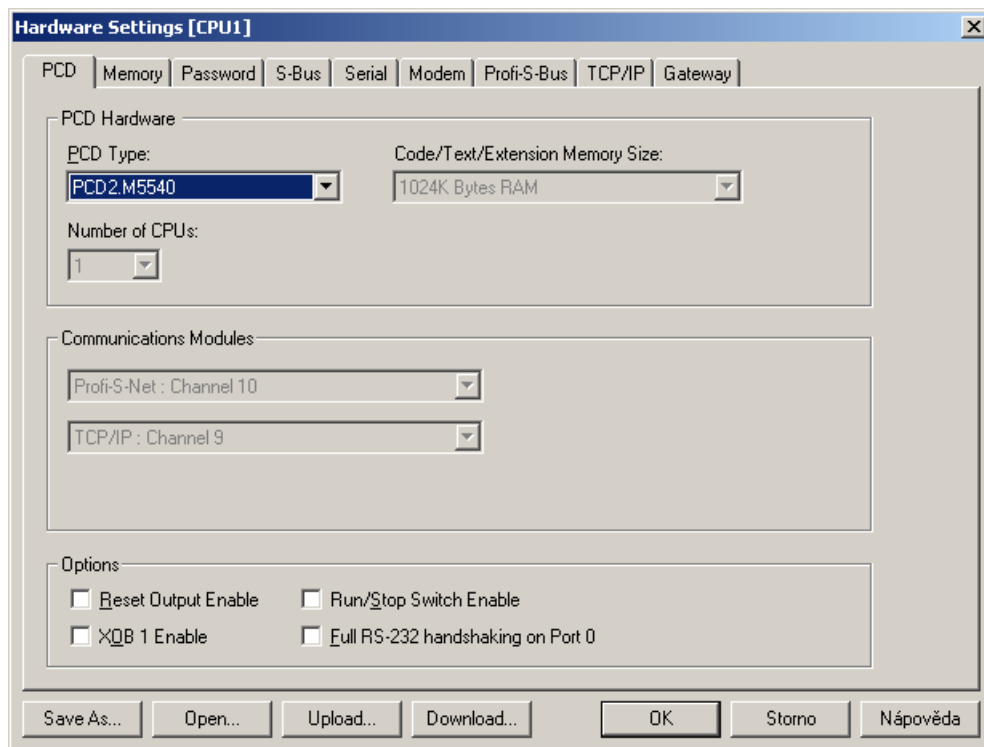 Hardware Settings [CPU1]
PCD Memory Password S-Bus Serial Modem Profi-S-Bus TCP/IP Gateway
PCD Hardware
PCD Type: Code/Text/Extension Memory Size:
PCD2.M5540 1024K Bytes RAM
Number of CPUs:
1
Communications Modules
Profi-S-Net : Channel 10
TCP/IP : Channel 9
Options
Reset Output Enable Run/Stop Switch Enable
XOB 1 Enable Full RS-232 handshaking on Port 0
Save As... Open... Upload... Download... OK Storno Nápověda